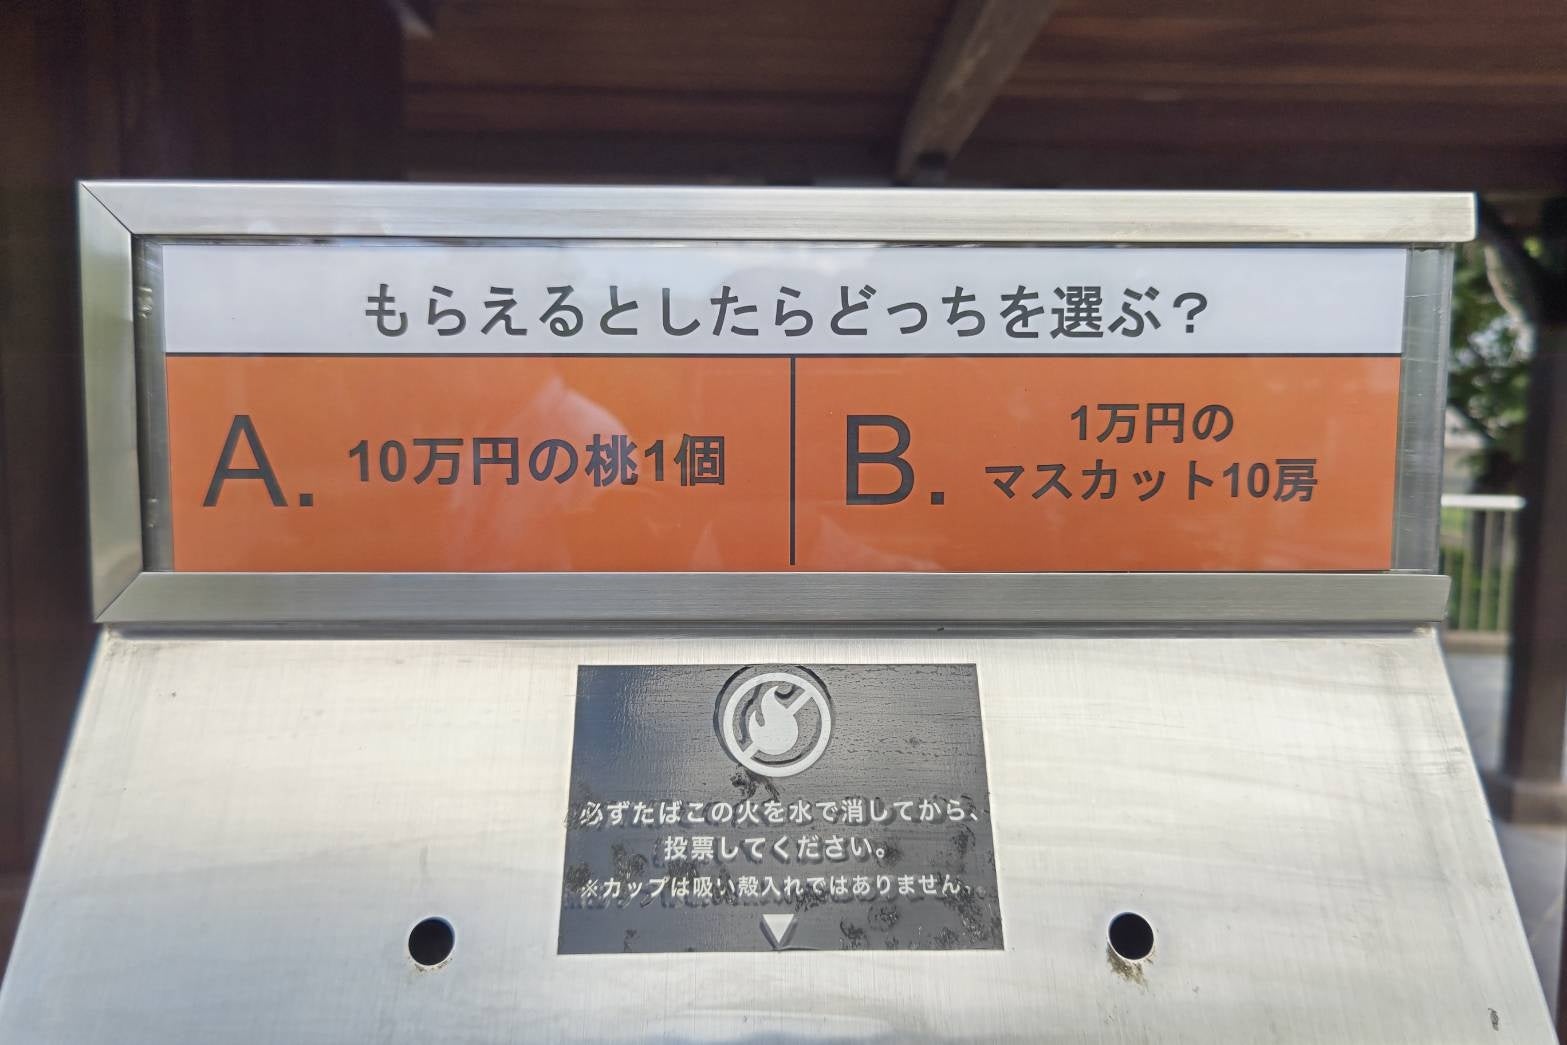 もらえるとしたらどっちを選ぶ？
A. 10万円の桃1個
B. 1万円の
マスカット10房
必ずたばこの火を水で消してから、
投票してください。
※カップは吸い殻入れではありません。